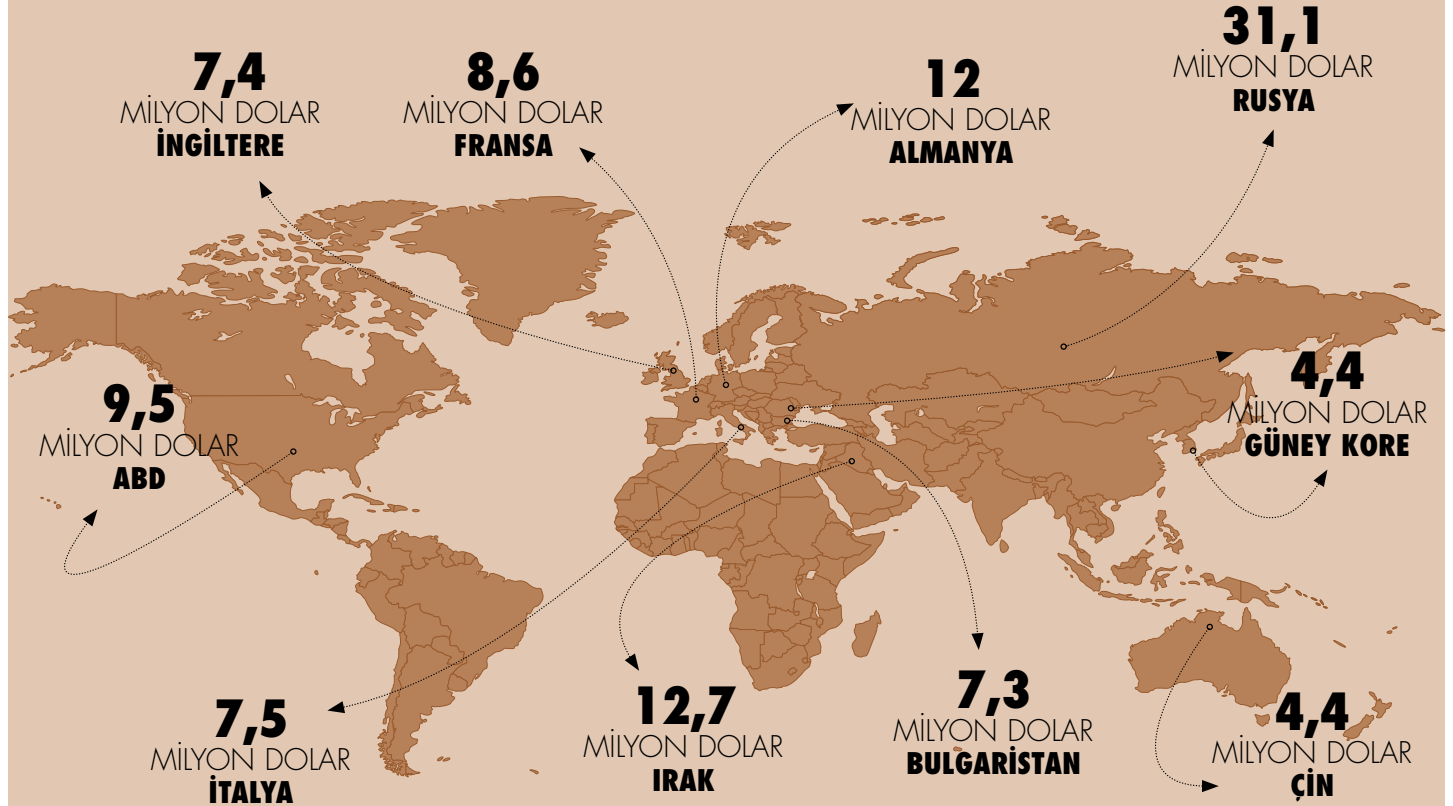 7,4
MİLYON DOLAR
İNGİLTERE
8,6
MİLYON DOLAR
FRANSA
12
MİLYON DOLAR
ALMANYA
31,1
MİLYON DOLAR
RUSYA
9,5
MİLYON DOLAR
ABD
4,4
MİLYON DOLAR
GÜNEY KORE
7,5
MİLYON DOLAR
İTALYA
12,7
MİLYON DOLAR
IRAK
7,3
MİLYON DOLAR
BULGARİSTAN
4,4
MİLYON DOLAR
ÇİN